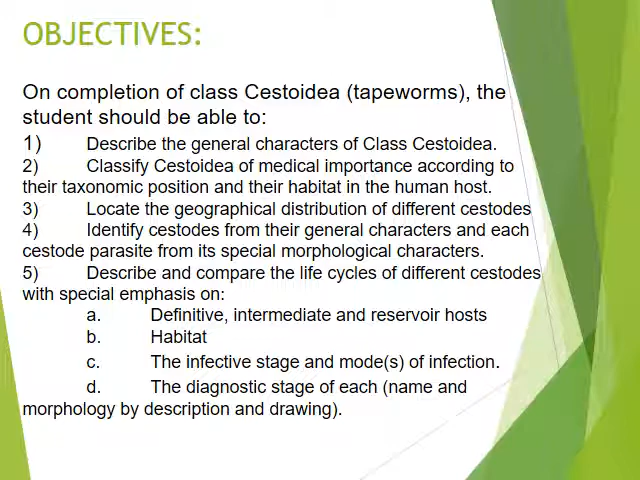 OBJECTIVES:
On completion of class Cestoidea (tapeworms), the
student should be able to:
1) Describe the general characters of Class Cestoidea.
2) Classify Cestoidea of medical importance according to
their taxonomic position and their habitat in the human host.
3) Locate the geographical distribution of different cestodes
4) Identify cestodes from their general characters and each
cestode parasite from its special morphological characters.
5) Describe and compare the life cycles of different cestodes
with special emphasis on:
a. Definitive, intermediate and reservoir hosts
b. Habitat
c. The infective stage and mode(s) of infection.
d. The diagnostic stage of each (name and
morphology by description and drawing).